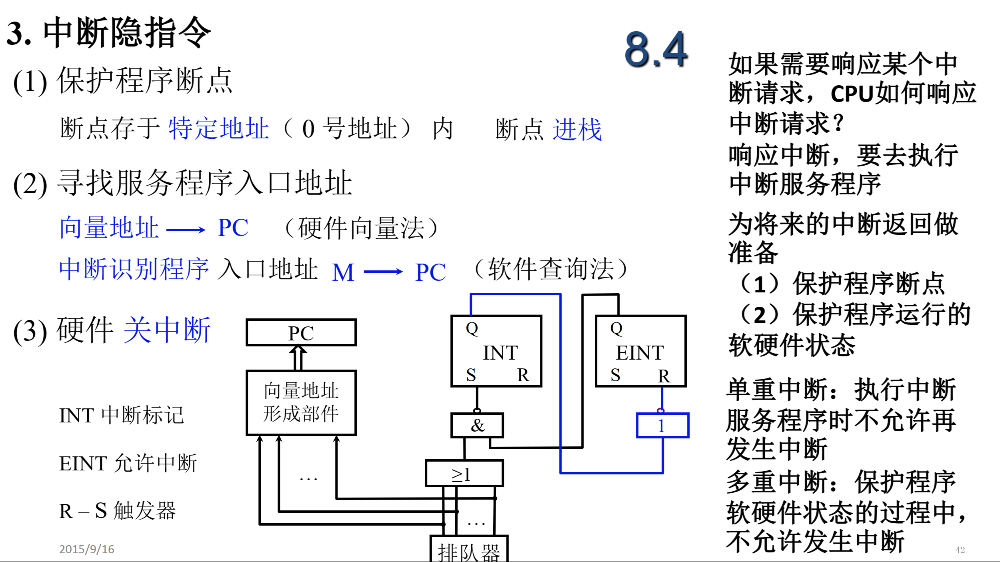 3. 中断隐指令
8.4
(1) 保护程序断点
断点存于 特定地址（ 0 号地址） 内 断点 进栈
(2) 寻找服务程序入口地址
向量地址 PC （硬件向量法）
中断识别程序 入口地址 M PC （软件查询法）
(3) 硬件 关中断
INT 中断标记
EINT 允许中断
R – S 触发器
PC
向量地址
形成部件
…
Q
INT
S R
Q
EINT
S R
&
1
≥1
…
排队器
如果需要响应某个中
断请求，CPU如何响应
中断请求？
响应中断，要去执行
中断服务程序
为将来的中断返回做
准备
（1）保护程序断点
（2）保护程序运行的
软硬件状态
单重中断：执行中断
服务程序时不允许再
发生中断
多重中断：保护程序
软硬件状态的过程中，
不允许发生中断
2015/9/16
42